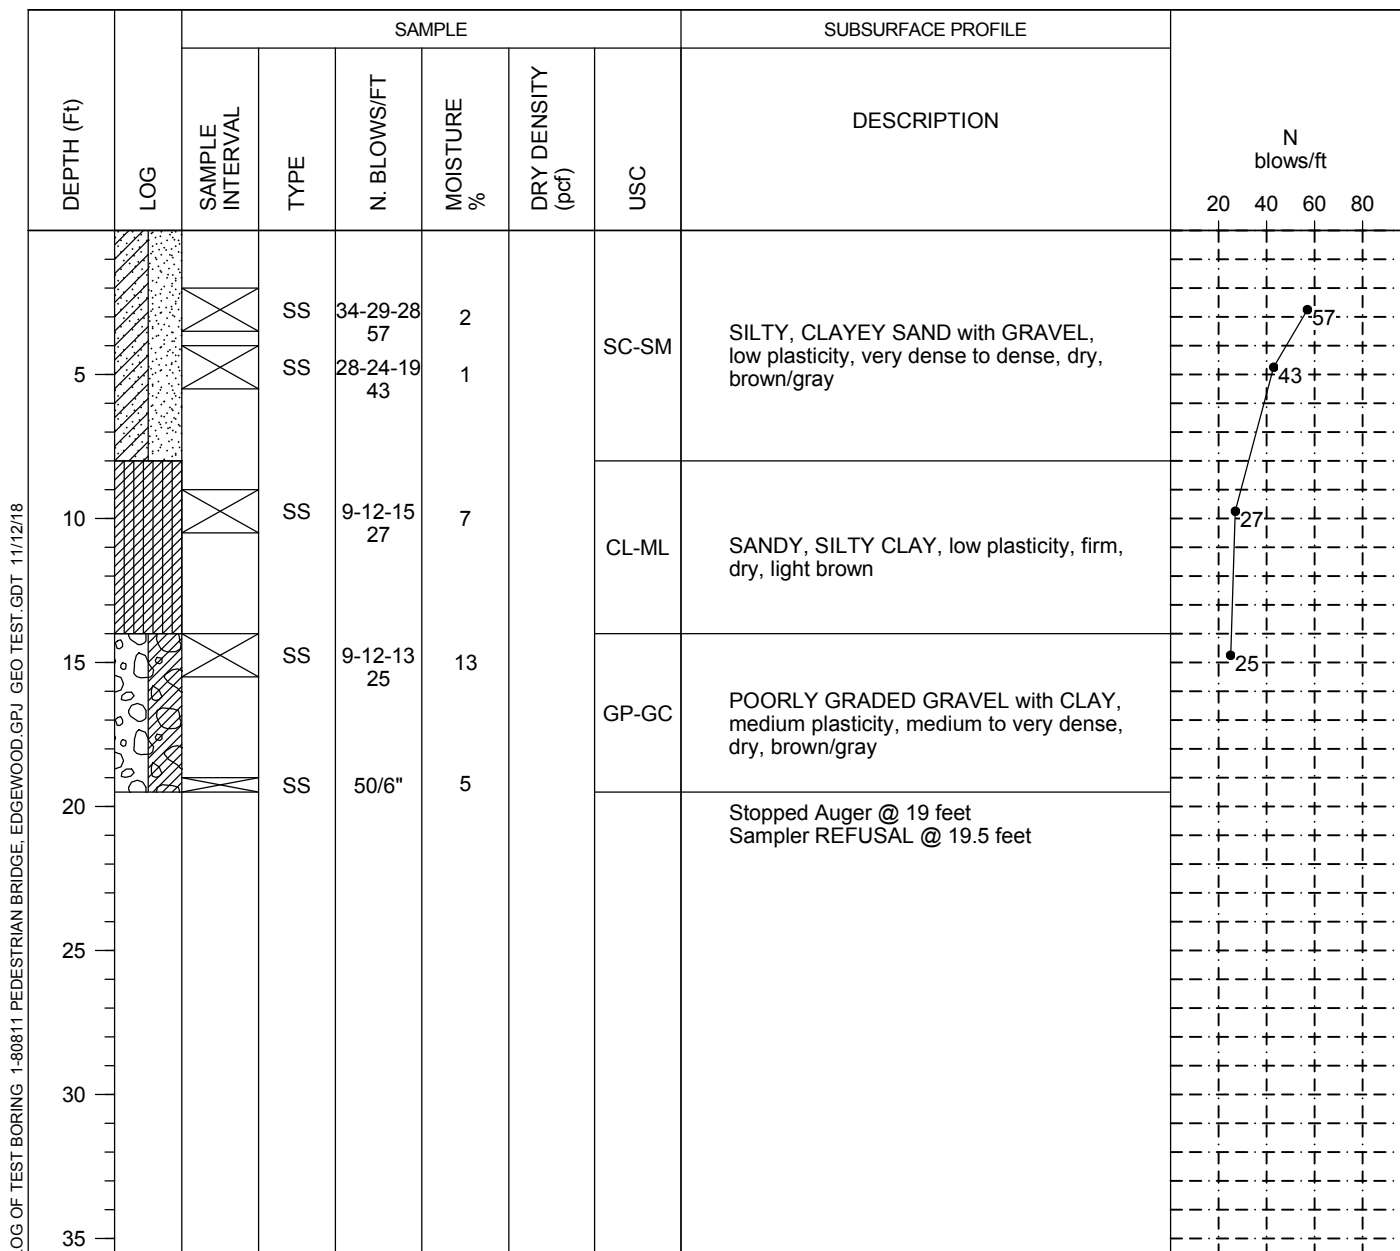 SAMPLE
SUBSURFACE PROFILE
DEPTH (Ft)
LOG
SAMPLE
INTERVAL
TYPE
N. BLOWS/FT
MOISTURE
%
DRY DENSITY
(pcf)
USC
DESCRIPTION
N
blows/ft
20 40 60 80
SS 34-29-28 2
57
57
SC-SM
SILTY, CLAYEY SAND with GRAVEL,
low plasticity, very dense to dense, dry,
brown/gray
5
SS 28-24-19 1
43
43
10
SS 9-12-15 7
27
27
CL-ML
SANDY, SILTY CLAY, low plasticity, firm,
dry, light brown
15
SS 9-12-13 13
25
25
GP-GC
POORLY GRADED GRAVEL with CLAY,
medium plasticity, medium to very dense,
dry, brown/gray
SS 50/6" 5
20
Stopped Auger @ 19 feet
Sampler REFUSAL @ 19.5 feet
25
30
35
OG OF TEST BORING 1-80811 PEDESTRIAN BRIDGE, EDGEWOOD.GPJ GEO TEST.GDT 11/12/18